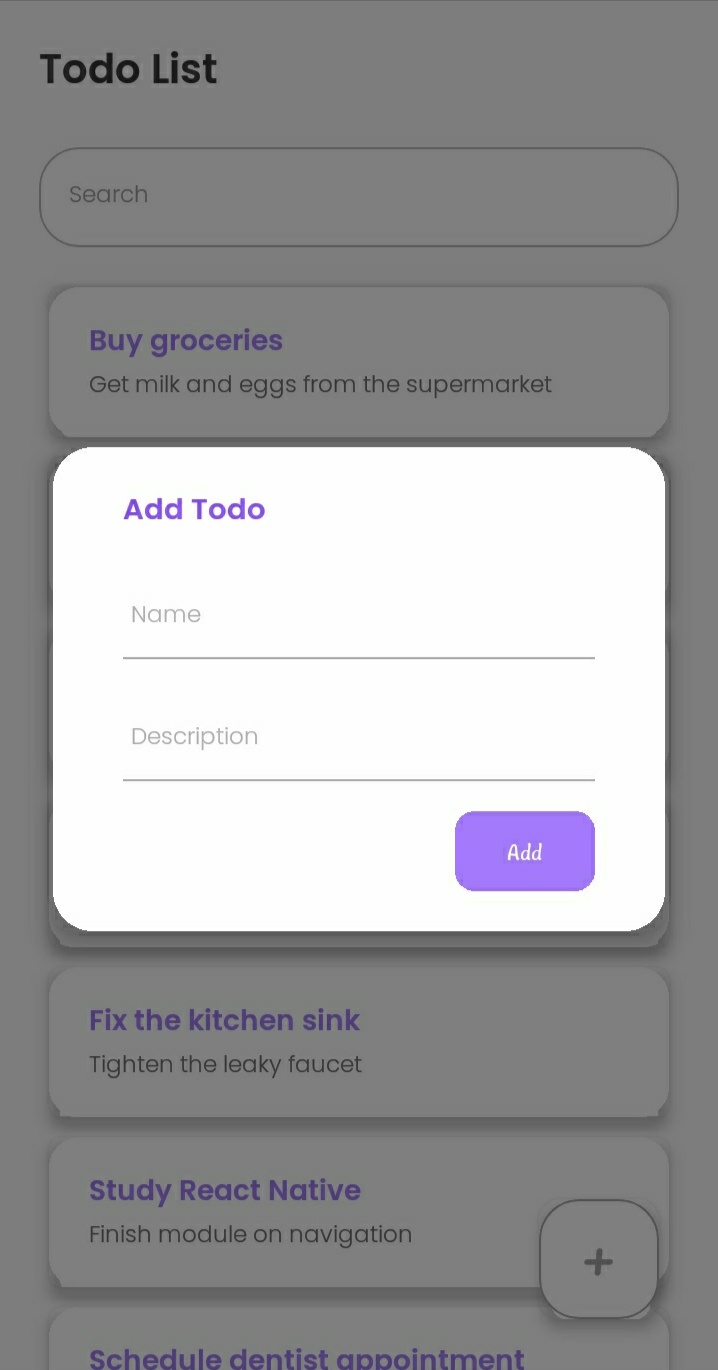 Todo List
Search
Buy groceries
Get milk and eggs from the supermarket
Add Todo
Name
Description
Add
Fix the kitchen sink
Tighten the leaky faucet
Study React Native
Finish module on navigation
+
Schedule dentist appointment